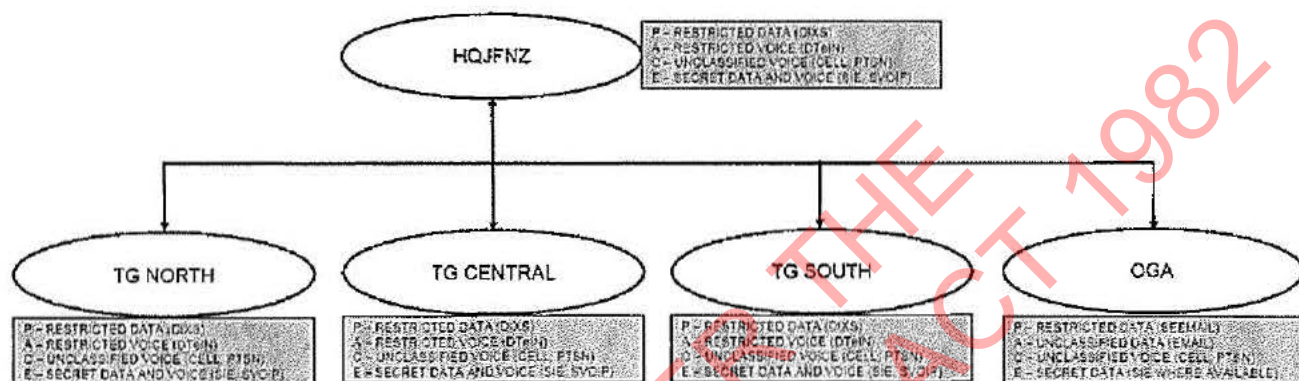 HQJFNZ
P – RESTRICTED DATA (DIXS)
A – RESTRICTED VOICE (DTeIN)
C – UNCLASSIFIED VOICE (CELL, PTSN)
E – SECRET DATA AND VOICE (SIE, SVOIP)
TG NORTH
TG CENTRAL
TG SOUTH
OGA
P – RESTRICTED DATA (DIXS)
A – RESTRICTED VOICE (DTeIN)
C – UNCLASSIFIED VOICE (CELL, PTSN)
E – SECRET DATA AND VOICE (SIE, SVOIP)
P – RESTRICTED DATA (DIXS)
A – RESTRICTED VOICE (DTeIN)
C – UNCLASSIFIED VOICE (CELL, PTSN)
E – SECRET DATA AND VOICE (SIE, SVOIP)
P – RESTRICTED DATA (DIXS)
A – RESTRICTED VOICE (DTeIN)
C – UNCLASSIFIED VOICE (CELL, PTSN)
E – SECRET DATA AND VOICE (SIE, SVOIP)
P – RESTRICTED DATA (SEEMAIL)
A – UNCLASSIFIED DATA (EMAIL)
C – UNCLASSIFIED VOICE (CELL, PTSN)
E – SECRET DATA (SIE WHERE AVAILABLE)
THE
ACT 1982